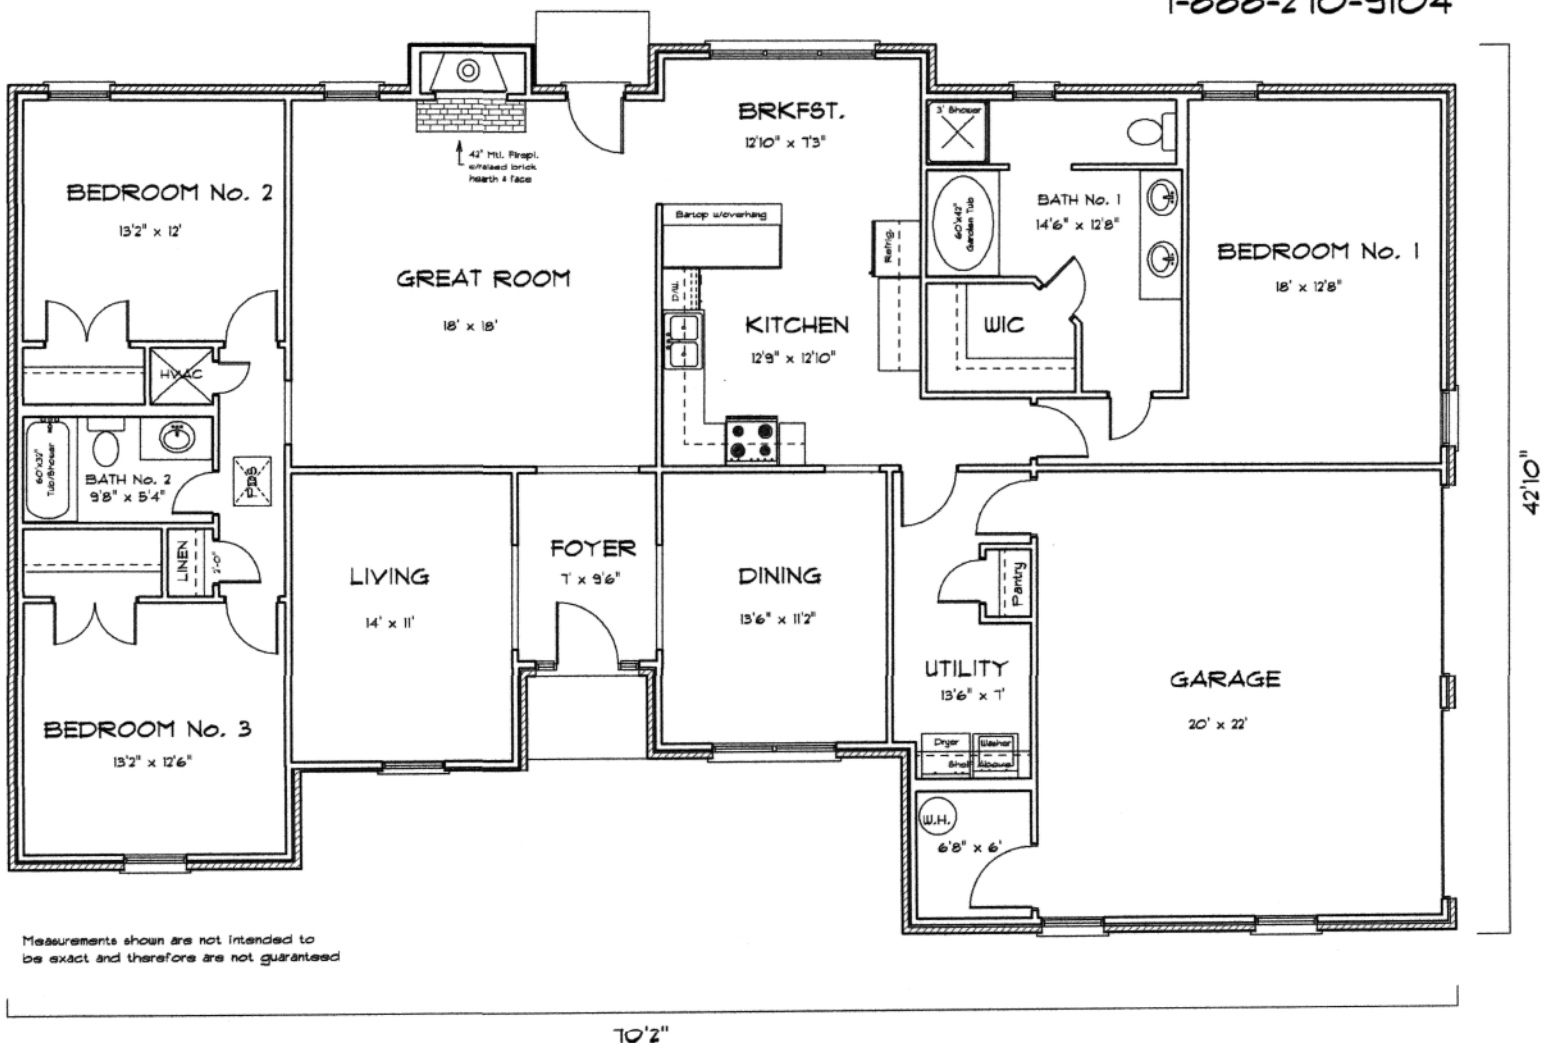 1-888-210-9104
BRKFST.
12'10" x 7'3"
3' Shower
42" Mtl. Firepl.
w/raised brick
hearth & face
BEDROOM No. 2
13'2" x 12'
Bartop w/overhang
Refrig.
60"x42"
Garden Tub
BATH No. 1
14'6" x 12'8"
BEDROOM No. 1
18' x 12'8"
GREAT ROOM
18' x 18'
D/W.
KITCHEN
12'9" x 12'10"
WIC
HVAC
60"x32"
Tub/Shower
BATH No. 2
9'8" x 5'4"
PDS
42'10"
LINEN
2'-0"
LIVING
14' x 11'
FOYER
7' x 9'6"
DINING
13'6" x 11'2"
Pantry
UTILITY
13'6" x 7'
GARAGE
20' x 22'
BEDROOM No. 3
13'2" x 12'6"
Dryer
Washer
Shelf Above
W.H.
6'8" x 6'
Measurements shown are not intended to
be exact and therefore are not guaranteed
70'2"